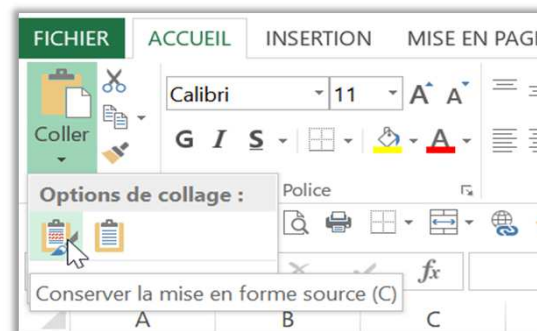 FICHIER ACCUEIL INSERTION MISE EN PAGE
Calibri 11 A A
Coller G I S A
Options de collage : Police
fx
Conserver la mise en forme source (C)
A B C